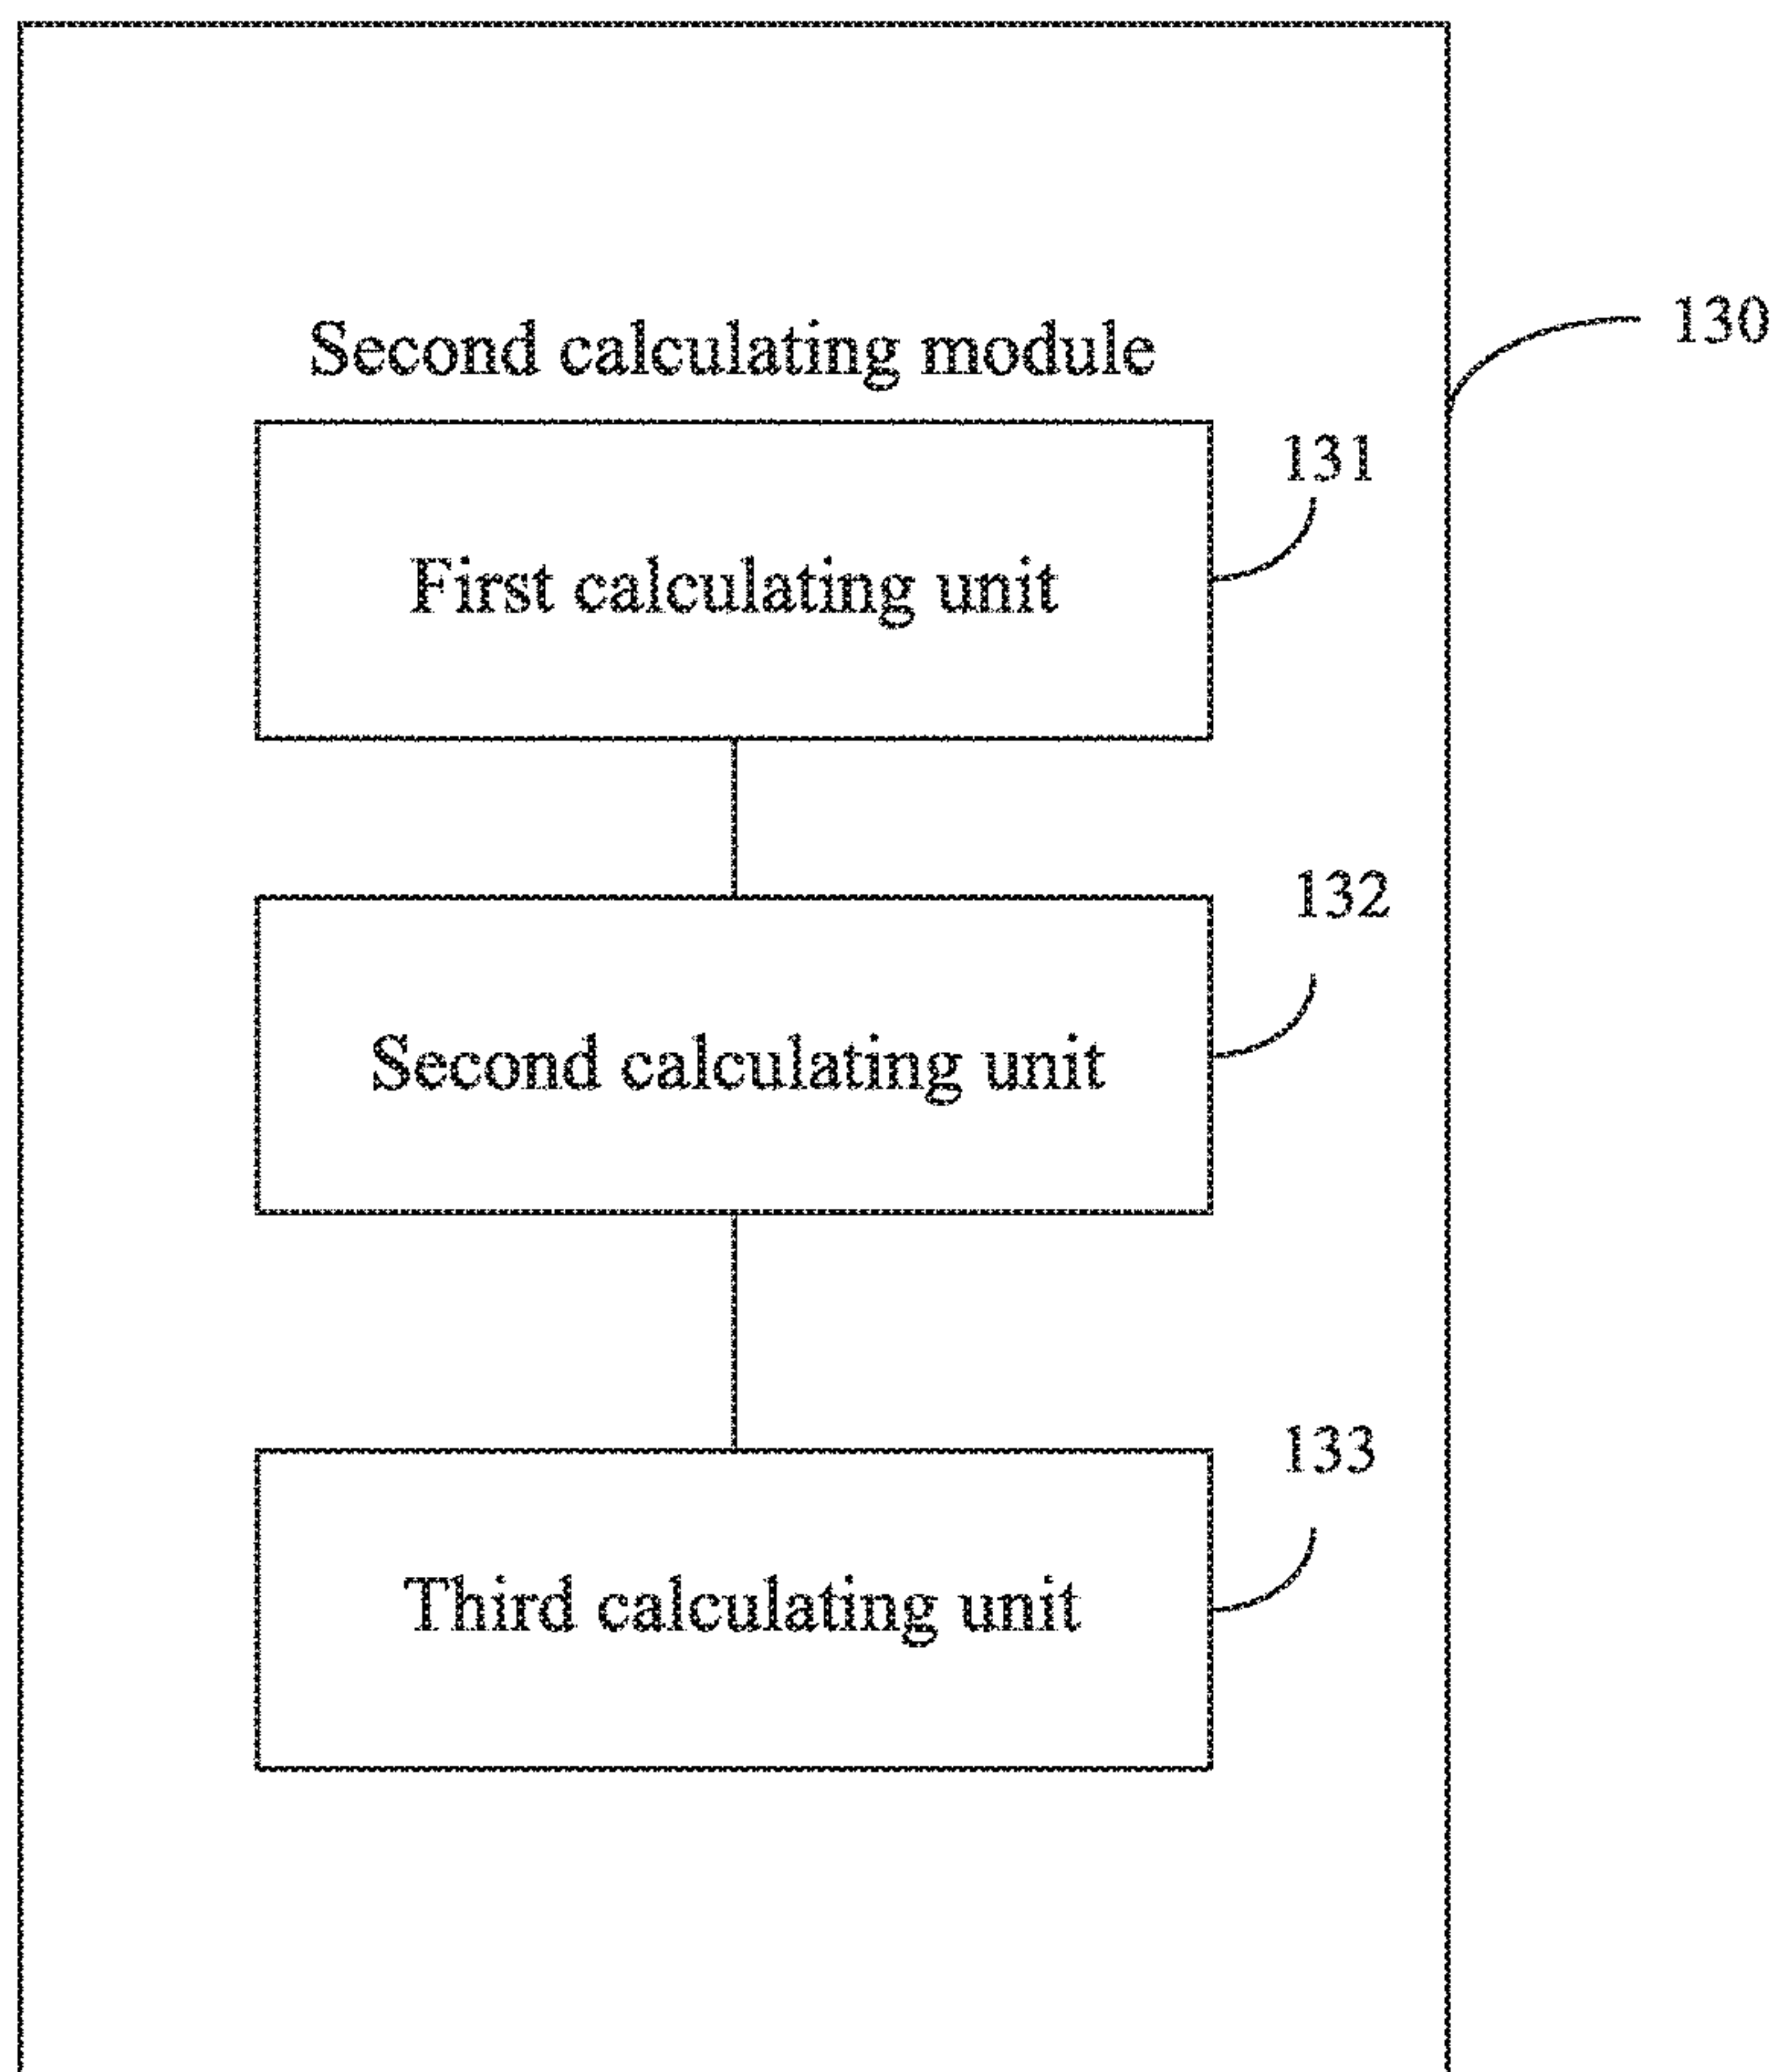 130
Second calculating module
131
First calculating unit
132
Second calculating unit
133
Third calculating unit